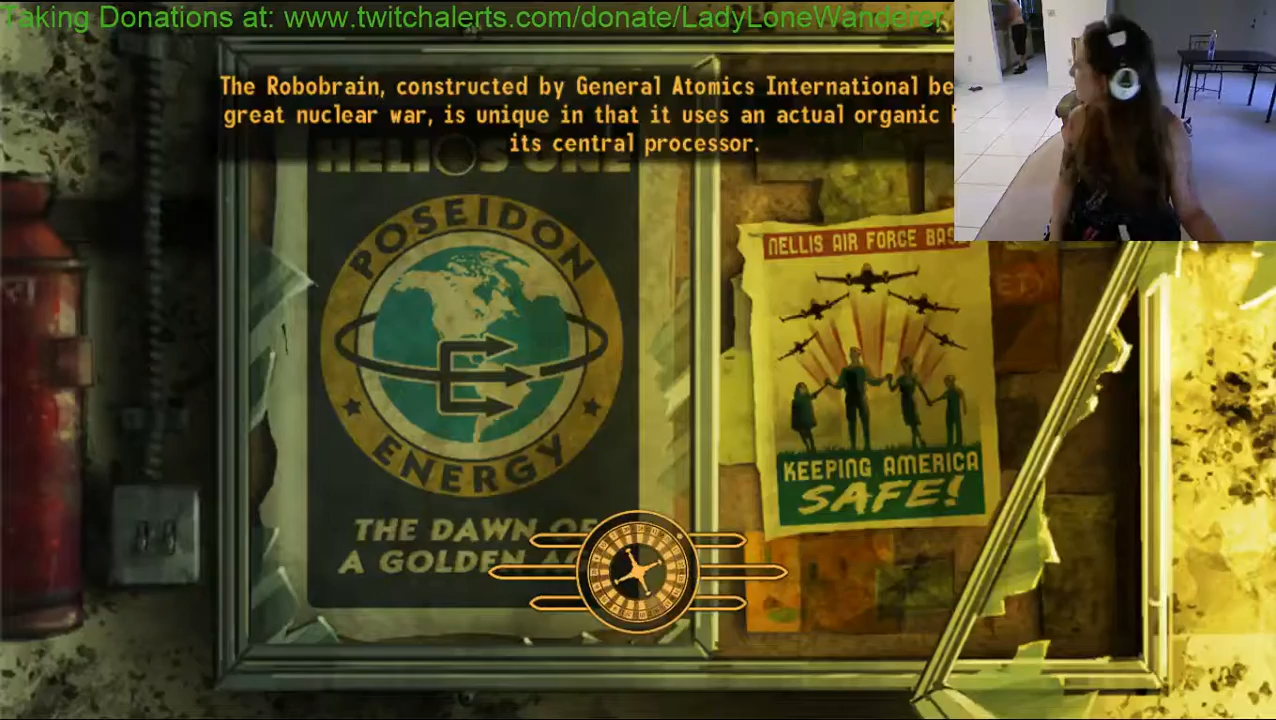 Taking Donations at: www.twitchalerts.com/donate/LadyLoneWanderer
The Robobrain, constructed by General Atomics International be
great nuclear war, is unique in that it uses an actual organic
its central processor.
HELIOS ONE
POSEIDON
ENERGY
THE DAWN OF
A GOLDEN
NELLIS AIR FORCE BAS
KEEPING AMERICA
SAFE!